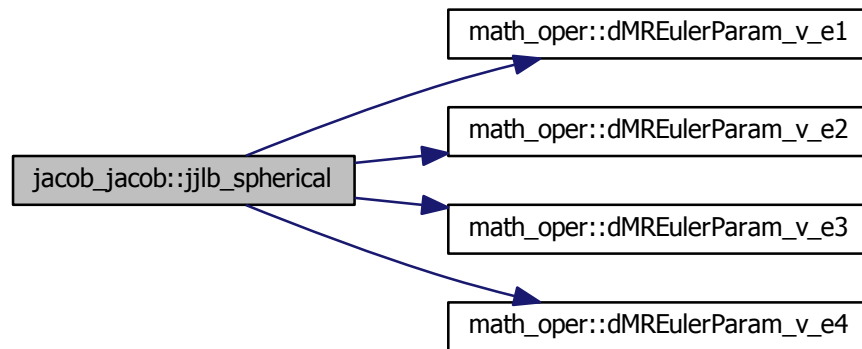 math_oper::dMREulerParam_v_e1
math_oper::dMREulerParam_v_e2
jacob_jacob::jjlb_spherical
math_oper::dMREulerParam_v_e3
math_oper::dMREulerParam_v_e4